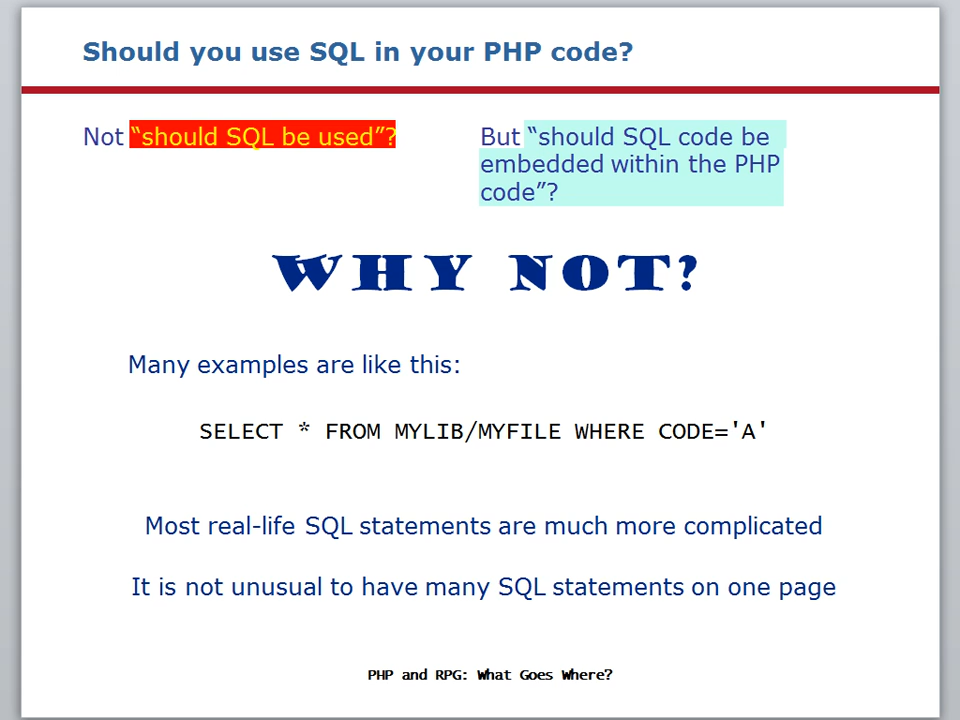 Should you use SQL in your PHP code?
Not “should SQL be used”?
But “should SQL code be
embedded within the PHP
code”?
WHY NOT?
Many examples are like this:
SELECT * FROM MYLIB/MYFILE WHERE CODE='A'
Most real-life SQL statements are much more complicated
It is not unusual to have many SQL statements on one page
PHP and RPG: What Goes Where?